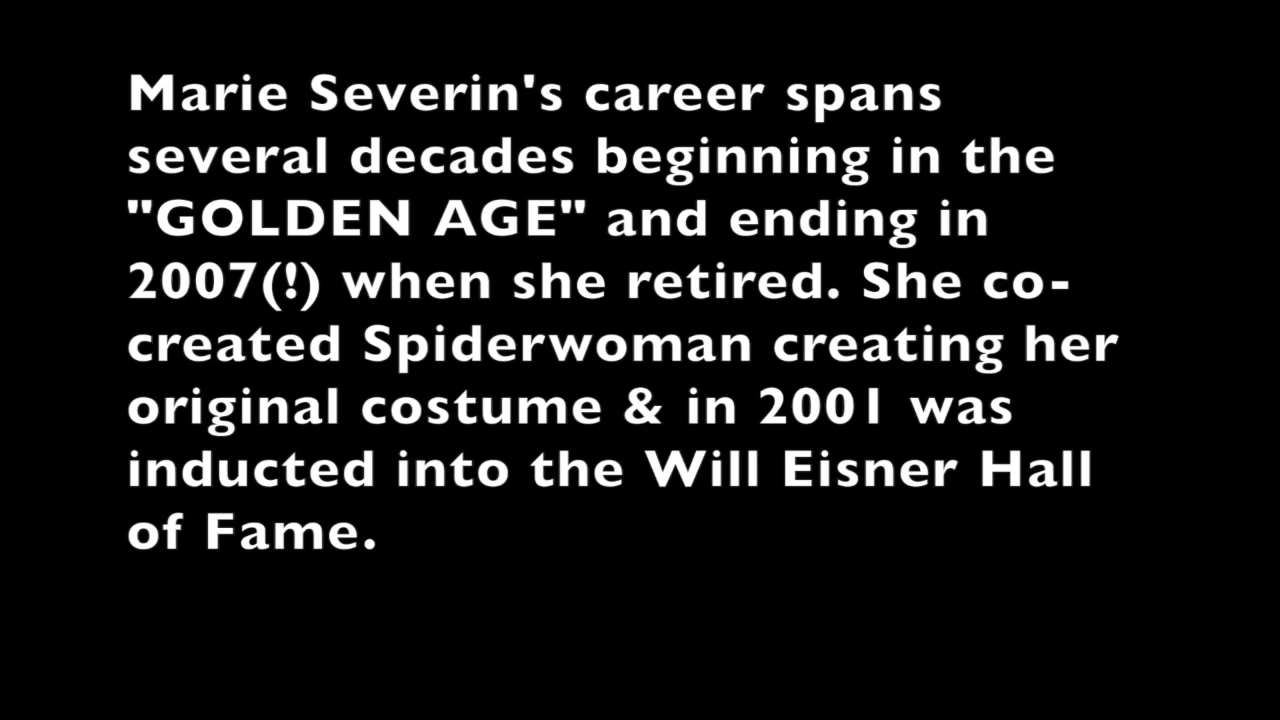 Marie Severin's career spans
several decades beginning in the
"GOLDEN AGE" and ending in
2007(!) when she retired. She co-
created Spiderwoman creating her
original costume & in 2001 was
inducted into the Will Eisner Hall
of Fame.